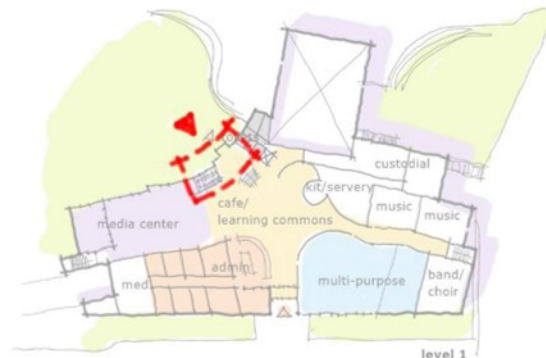 custodial
kit/servery
music
music
cafe/
learning commons
media center
admin
med.
multi-purpose
band/
choir
level 1